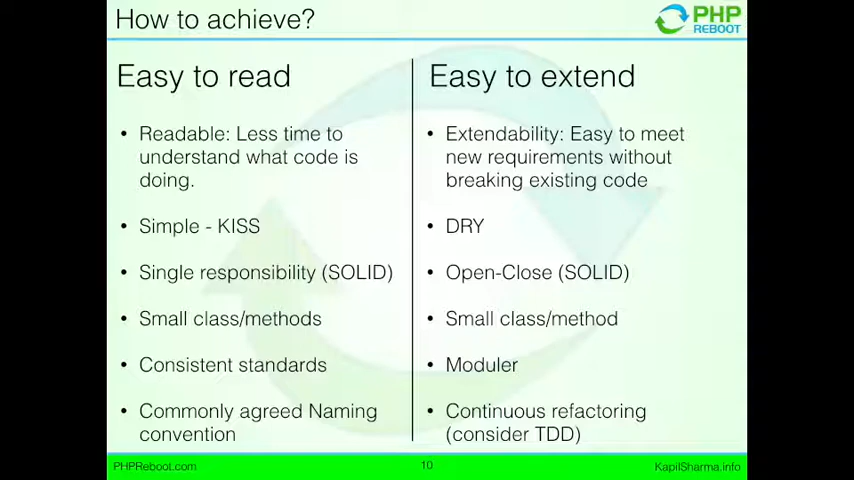 How to achieve?
PHP
REBOOT
Easy to read
• Readable: Less time to
understand what code is
doing.
• Simple - KISS
• Single responsibility (SOLID)
• Small class/methods
• Consistent standards
• Commonly agreed Naming
convention
Easy to extend
• Extendability: Easy to meet
new requirements without
breaking existing code
• DRY
• Open-Close (SOLID)
• Small class/method
• Moduler
• Continuous refactoring
(consider TDD)
PHPReboot.com
10
KapilSharma.info